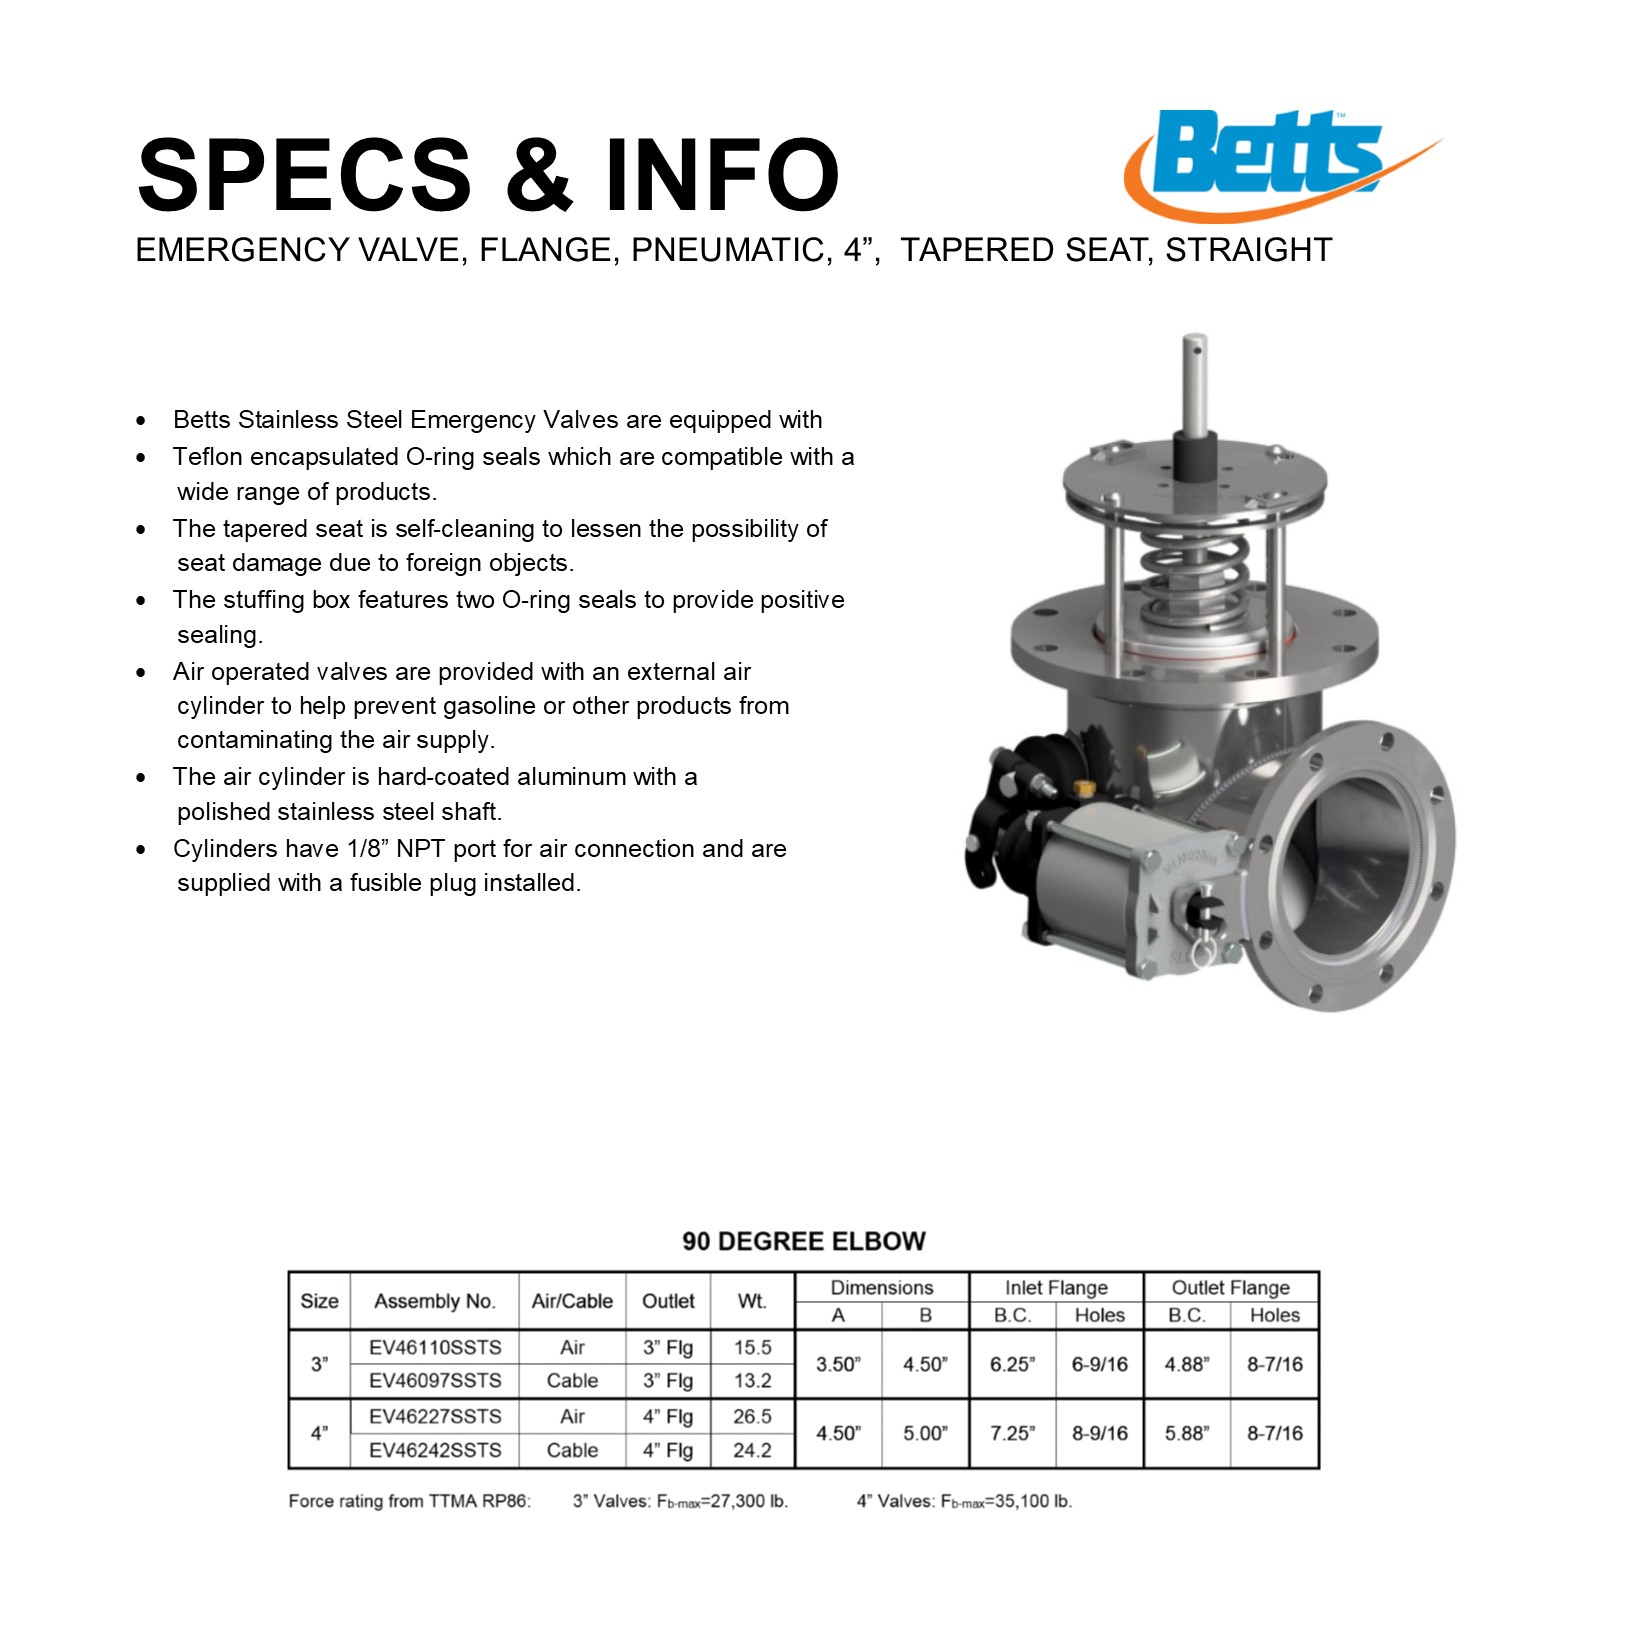 Betts™
SPECS & INFO
EMERGENCY VALVE, FLANGE, PNEUMATIC, 4”, TAPERED SEAT, STRAIGHT
• Betts Stainless Steel Emergency Valves are equipped with
• Teflon encapsulated O-ring seals which are compatible with a
wide range of products.
• The tapered seat is self-cleaning to lessen the possibility of
seat damage due to foreign objects.
• The stuffing box features two O-ring seals to provide positive
sealing.
• Air operated valves are provided with an external air
cylinder to help prevent gasoline or other products from
contaminating the air supply.
• The air cylinder is hard-coated aluminum with a
polished stainless steel shaft.
• Cylinders have 1/8” NPT port for air connection and are
supplied with a fusible plug installed.
90 DEGREE ELBOW
Size Assembly No. Air/Cable Outlet Wt. Dimensions Inlet Flange Outlet Flange
A B B.C. Holes B.C. Holes
3” EV46110SSTS Air 3” Flg 15.5 3.50” 4.50” 6.25” 6-9/16 4.88” 8-7/16
EV46097SSTS Cable 3” Flg 13.2
4” EV46227SSTS Air 4” Flg 26.5 4.50” 5.00” 7.25” 8-9/16 5.88” 8-7/16
EV46242SSTS Cable 4” Flg 24.2
Force rating from TTMA RP86: 3” Valves: Fb-max=27,300 lb. 4” Valves: Fb-max=35,100 lb.